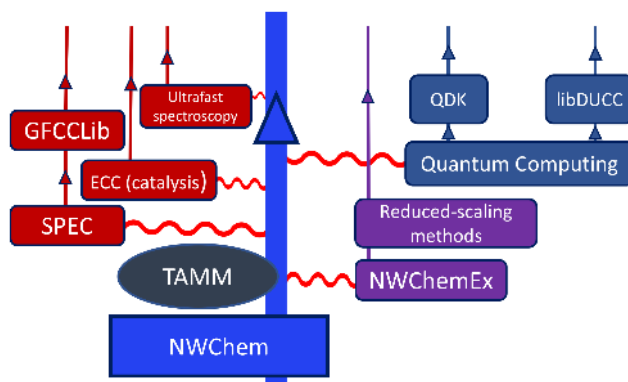 Ultrafast
spectroscopy
QDK
libDUCC
GFCCLib
ECC (catalysis)
Quantum Computing
SPEC
Reduced-scaling
methods
TAMM
NWChemEx
NWChem